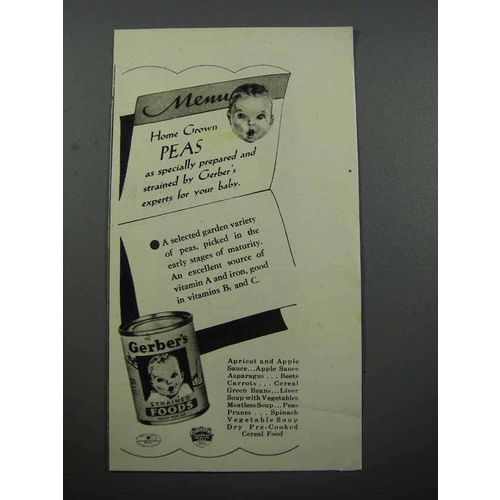 Menu
Home Grown
PEAS
as specially prepared and
strained by Gerber's
experts for your baby.
A selected garden variety
of peas, picked in the
early stages of maturity.
An excellent source of
vitamin A and iron, good
in vitamins B, and C.
Gerber's
STRAINED
FOODS
Apricot and Apple
Sauce...Apple Sauce
Asparagus...Beets
Carrots...Cereal
Green Beans...Liver
Soup with Vegetables
Meatless Soup...Peas
Prunes...Spinach
Vegetable Soup
Dry Pre-Cooked
Cereal Food